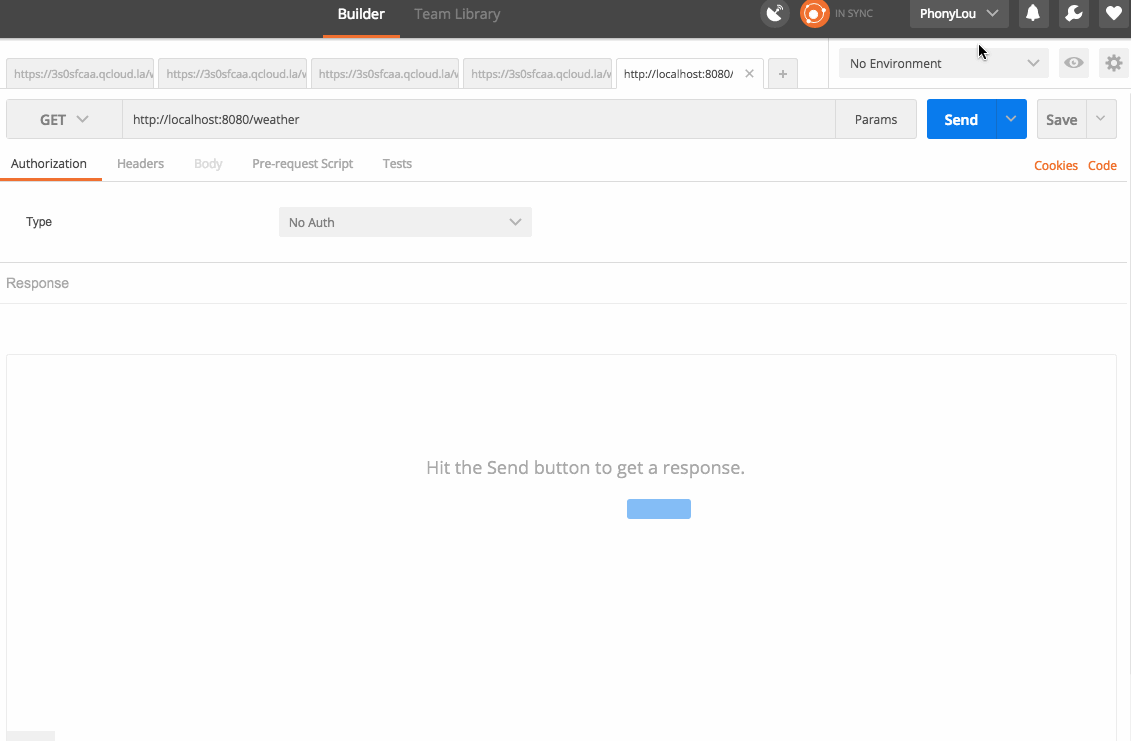 Builder Team Library IN SYNC PhonyLou
https://3s0sfcaa.qcloud.la/v https://3s0sfcaa.qcloud.la/v https://3s0sfcaa.qcloud.la/v https://3s0sfcaa.qcloud.la/v http://localhost:8080/ × + No Environment
GET http://localhost:8080/weather Params Send Save
Authorization Headers Body Pre-request Script Tests Cookies Code
Type No Auth
Response
Hit the Send button to get a response.